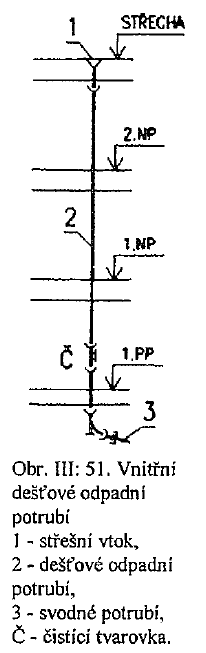 1
STŘECHA
2.NP
2
1.NP
Č
1.PP
3
Obr. III: 51. Vnitřní
dešťové odpadní
potrubí
1 - střešní vtok,
2 - dešťové odpadní
potrubí,
3 - svodné potrubí,
Č - čistící tvarovka.